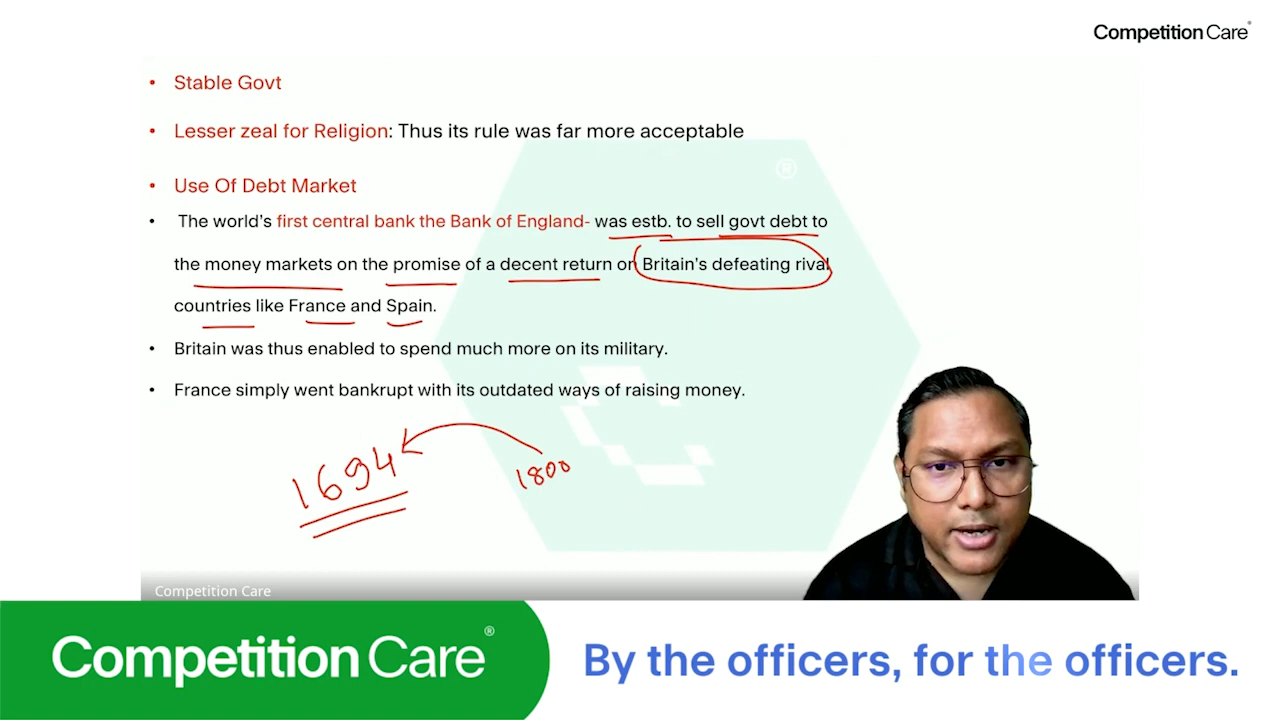 Competition Care®
• Stable Govt
• Lesser zeal for Religion: Thus its rule was far more acceptable
®
• Use Of Debt Market
• The world's first central bank the Bank of England- was estb. to sell govt debt to
the money markets on the promise of a decent return on Britain's defeating rival
countries like France and Spain.
• Britain was thus enabled to spend much more on its military.
• France simply went bankrupt with its outdated ways of raising money.
1694
1800
Competition Care
Competition Care®
By the officers, for the officers.